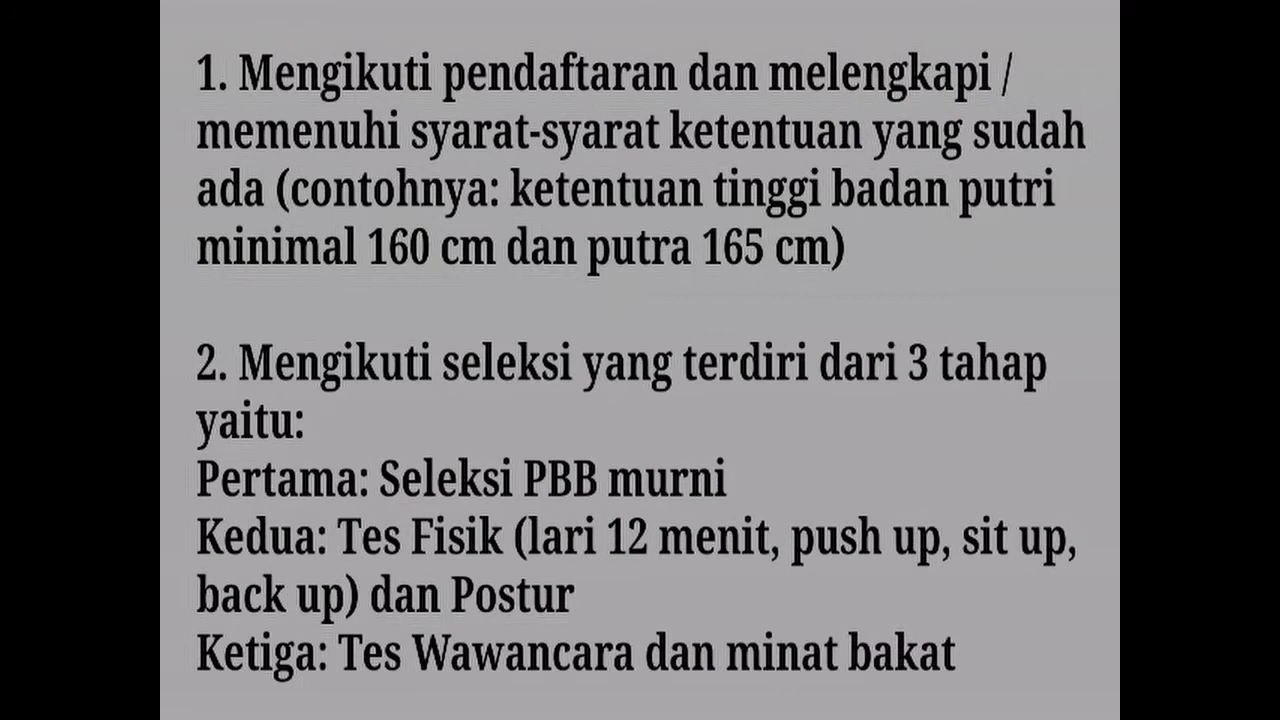 1. Mengikuti pendaftaran dan melengkapi /
memenuhi syarat-syarat ketentuan yang sudah
ada (contohnya: ketentuan tinggi badan putri
minimal 160 cm dan putra 165 cm)
2. Mengikuti seleksi yang terdiri dari 3 tahap
yaitu:
Pertama: Seleksi PBB murni
Kedua: Tes Fisik (lari 12 menit, push up, sit up,
back up) dan Postur
Ketiga: Tes Wawancara dan minat bakat